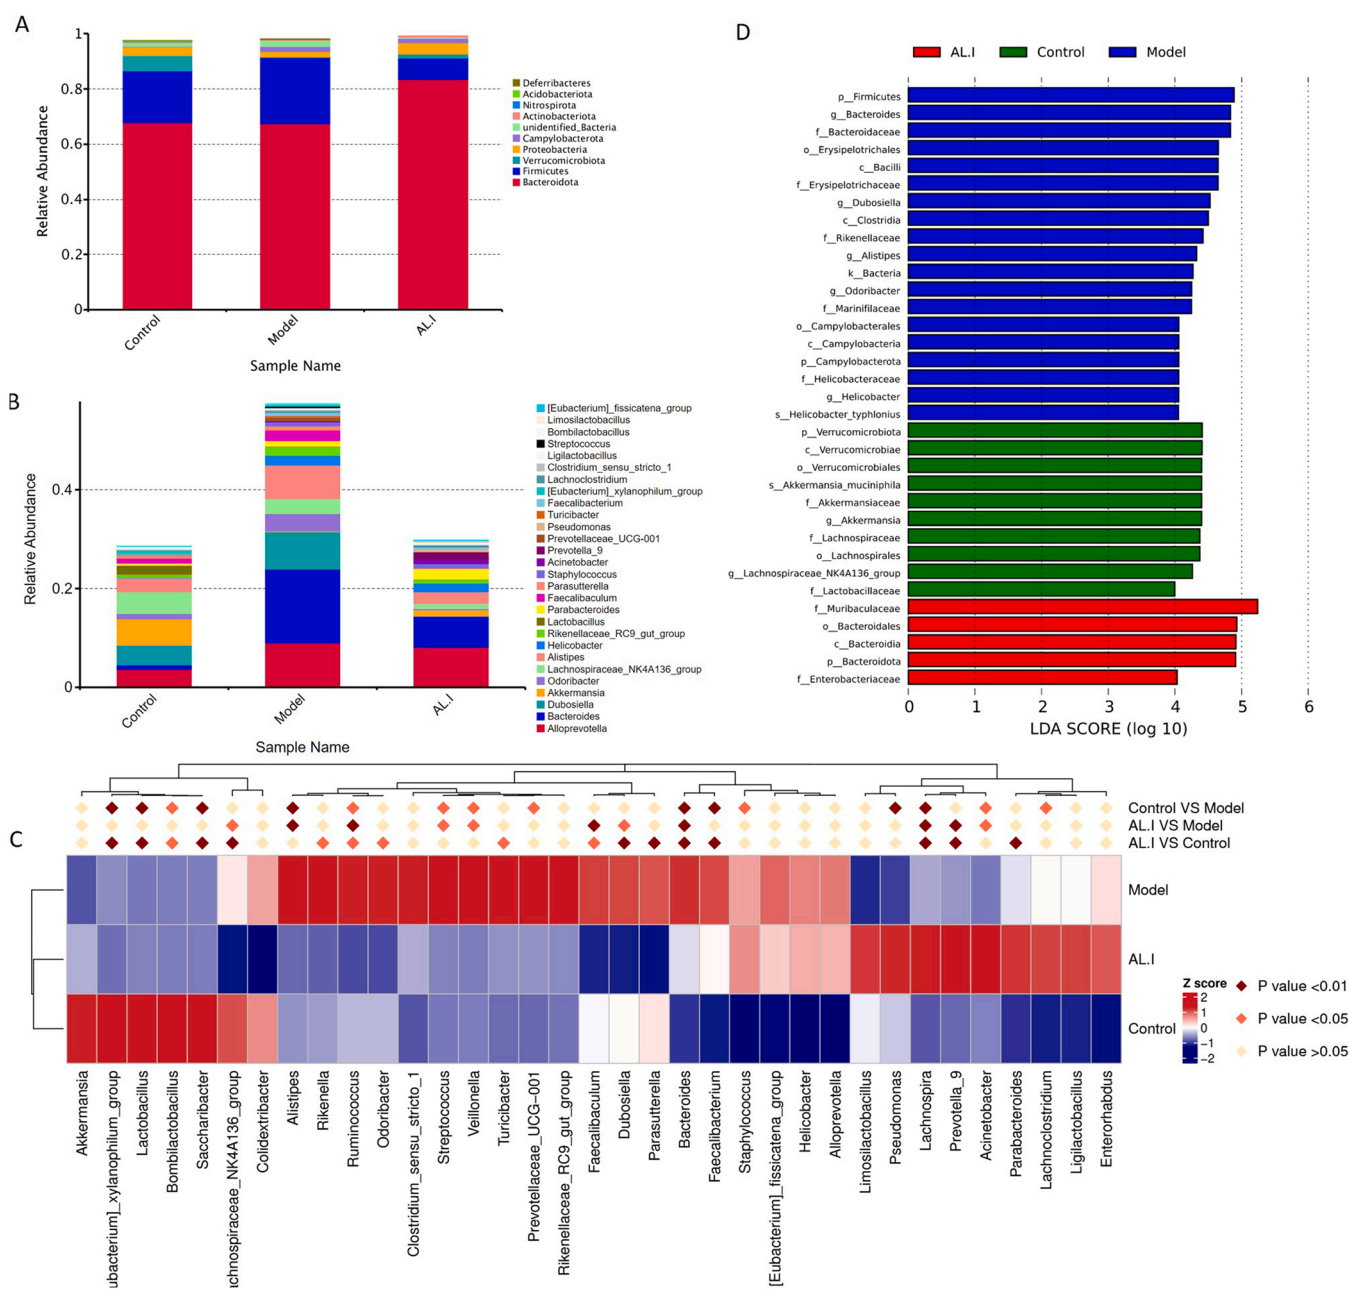 A
1
0.8
0.6
0.4
0.2
0
Relative Abundance
Control
Model
AL.I
Sample Name
Deferribacteres
Acidobacteriota
Nitrospirota
Actinobacteriota
unidentified_Bacteria
Campylobacterota
Proteobacteria
Verrucomicrobiota
Firmicutes
Bacteroidota
B
0.4
0.2
0
Relative Abundance
Control
Model
AL.I
Sample Name
[Eubacterium]_fissicatena_group
Limosilactobacillus
Bombilactobacillus
Streptococcus
Ligilactobacillus
Clostridium_sensu_stricto_1
Lachnoclostridium
[Eubacterium]_xylanophilum_group
Faecalibacterium
Turicibacter
Pseudomonas
Prevotellaceae_UCG-001
Prevotella_9
Acinetobacter
Staphylococcus
Parasutterella
Faecalibaculum
Parabacteroides
Lactobacillus
Rikenellaceae_RC9_gut_group
Helicobacter
Alistipes
Lachnospiraceae_NK4A136_group
Odoribacter
Akkermansia
Dubosiella
Bacteroides
Alloprevotella
D
AL.I Control Model
p__Firmicutes
g__Bacteroides
f__Bacteroidaceae
o__Erysipelotrichales
c__Bacilli
f__Erysipelotrichaceae
g__Dubosiella
c__Clostridia
f__Rikenellaceae
g__Alistipes
k__Bacteria
g__Odoribacter
f__Marinifilaceae
o__Campylobacterales
c__Campylobacteria
p__Campylobacterota
f__Helicobacteraceae
g__Helicobacter
s__Helicobacter_typhlonius
p__Verrucomicrobiota
c__Verrucomicrobiae
o__Verrucomicrobiales
s__Akkermansia_muciniphila
f__Akkermansiaceae
g__Akkermansia
f__Lachnospiraceae
o__Lachnospirales
g__Lachnospiraceae_NK4A136_group
f__Lactobacillaceae
f__Muribaculaceae
o__Bacteroidales
c__Bacteroidia
p__Bacteroidota
f__Enterobacteriaceae
0 1 2 3 4 5 6
LDA SCORE (log 10)
C
Control VS Model
AL.I VS Model
AL.I VS Control
Model
AL.I
Control
Z score
2
1
0
−1
−2
P value <0.01
P value <0.05
P value >0.05
Akkermansia
ubacterium]_xylanophilum_group
Lactobacillus
Bombilactobacillus
Saccharibacter
achnospiraceae_NK4A136_group
Colidextribacter
Alistipes
Rikenella
Ruminococcus
Odoribacter
Clostridium_sensu_stricto_1
Streptococcus
Veillonella
Turicibacter
Prevotellaceae_UCG−001
Rikenellaceae_RC9_gut_group
Faecalibaculum
Dubosiella
Parasutterella
Bacteroides
Faecalibacterium
Staphylococcus
[Eubacterium]_fissicatena_group
Helicobacter
Alloprevotella
Limosilactobacillus
Pseudomonas
Lachnospira
Prevotella_9
Acinetobacter
Parabacteroides
Lachnoclostridium
Ligilactobacillus
Enterorhabdus